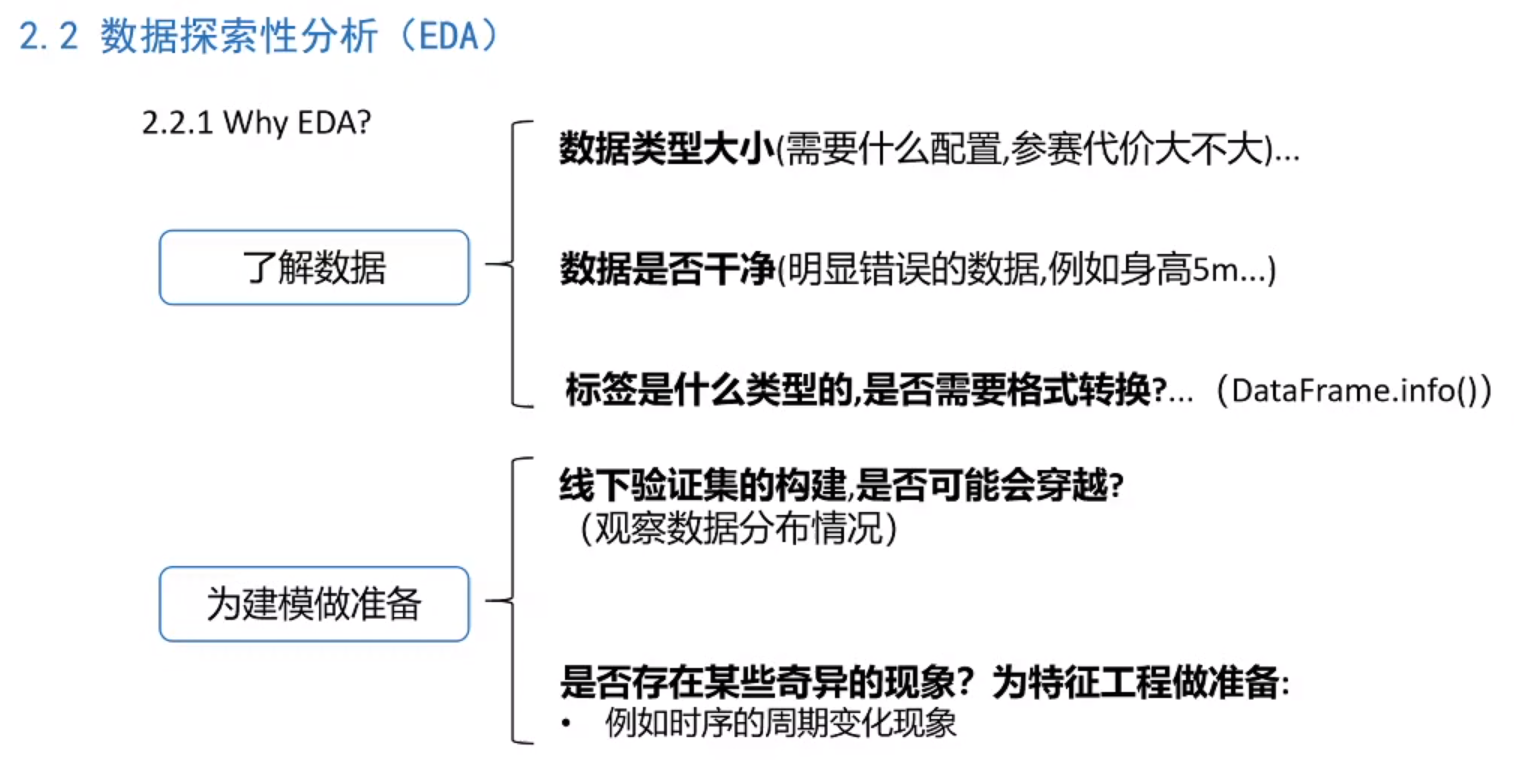 2.2 数据探索性分析（EDA）
2.2.1 Why EDA?
了解数据
数据类型大小(需要什么配置,参赛代价大不大)...
数据是否干净(明显错误的数据,例如身高5m...)
标签是什么类型的,是否需要格式转换?...（DataFrame.info()）
为建模做准备
线下验证集的构建,是否可能会穿越?
（观察数据分布情况）
是否存在某些奇异的现象？为特征工程做准备:
• 例如时序的周期变化现象